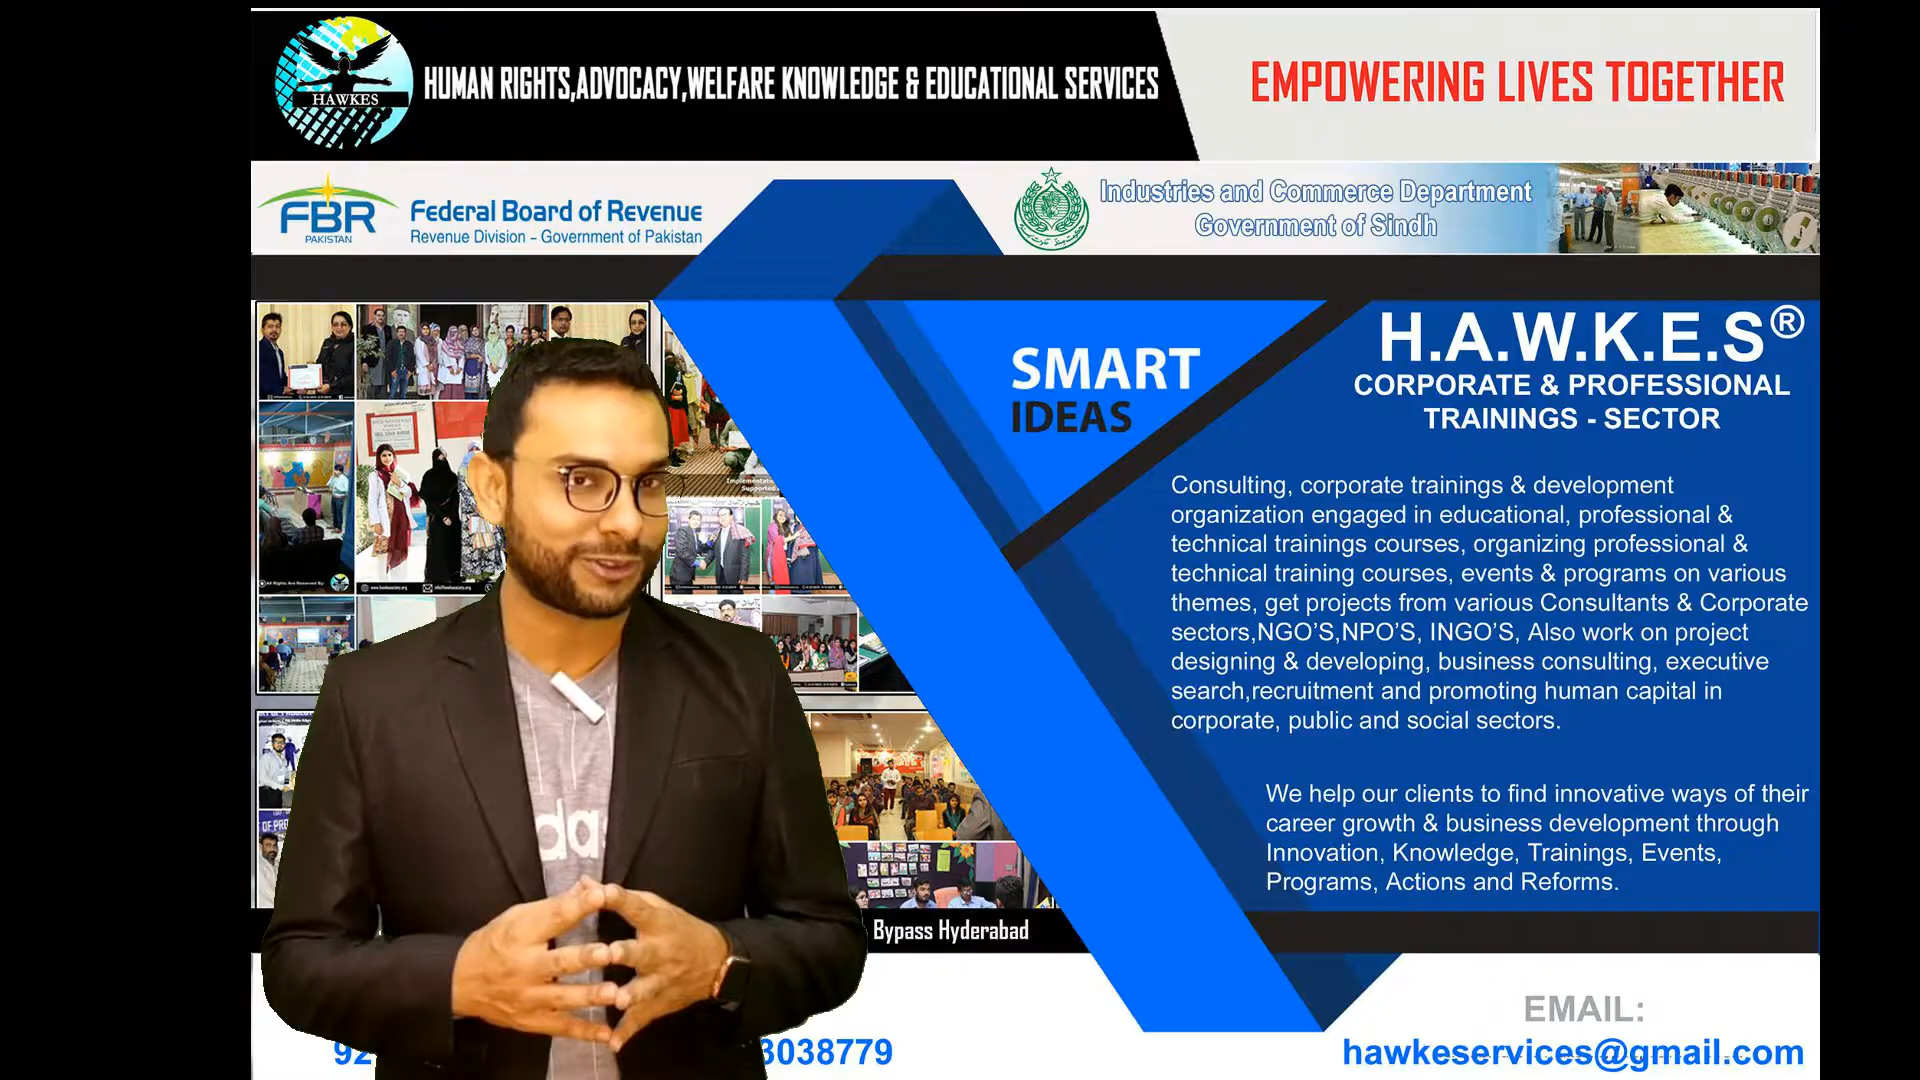 HAWKES
HUMAN RIGHTS,ADVOCACY,WELFARE KNOWLEDGE & EDUCATIONAL SERVICES
EMPOWERING LIVES TOGETHER
FBR
PAKISTAN
Federal Board of Revenue
Revenue Division - Government of Pakistan
Industries and Commerce Department
Government of Sindh
SMART
IDEAS
H.A.W.K.E.S®
CORPORATE & PROFESSIONAL
TRAININGS - SECTOR
Consulting, corporate trainings & development
organization engaged in educational, professional &
technical trainings courses, organizing professional &
technical training courses, events & programs on various
themes, get projects from various Consultants & Corporate
sectors,NGO’S,NPO’S, INGO’S, Also work on project
designing & developing, business consulting, executive
search,recruitment and promoting human capital in
corporate, public and social sectors.
We help our clients to find innovative ways of their
career growth & business development through
Innovation, Knowledge, Trainings, Events,
Programs, Actions and Reforms.
das
Bypass Hyderabad
92
3038779
EMAIL:
hawkeservices@gmail.com